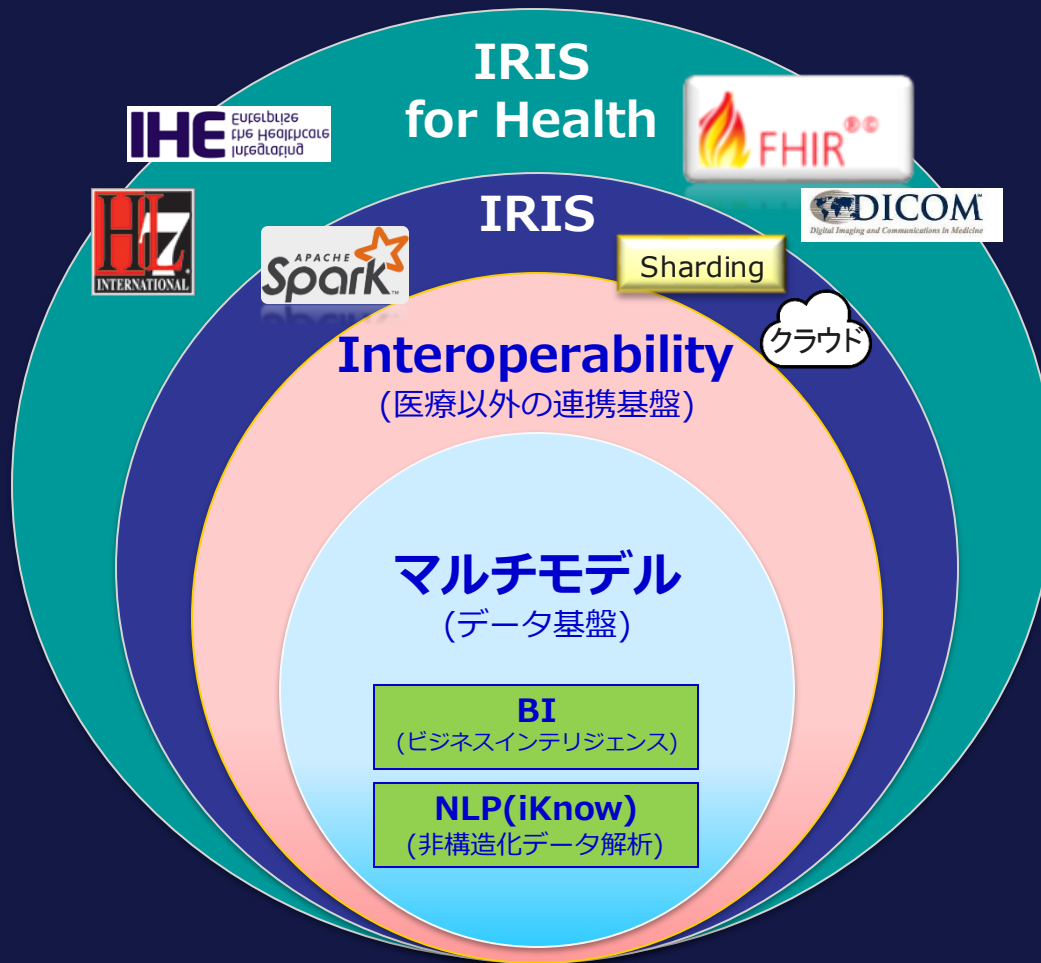 IRIS
for Health
IHE
Integrating
the Healthcare
Enterprise
FHIR®©
HL7
INTERNATIONAL
DICOM™
Digital Imaging and Communications in Medicine
IRIS
APACHE
Spark™
Sharding
クラウド
Interoperability
(医療以外の連携基盤)
マルチモデル
(データ基盤)
BI
(ビジネスインテリジェンス)
NLP(iKnow)
(非構造化データ解析)